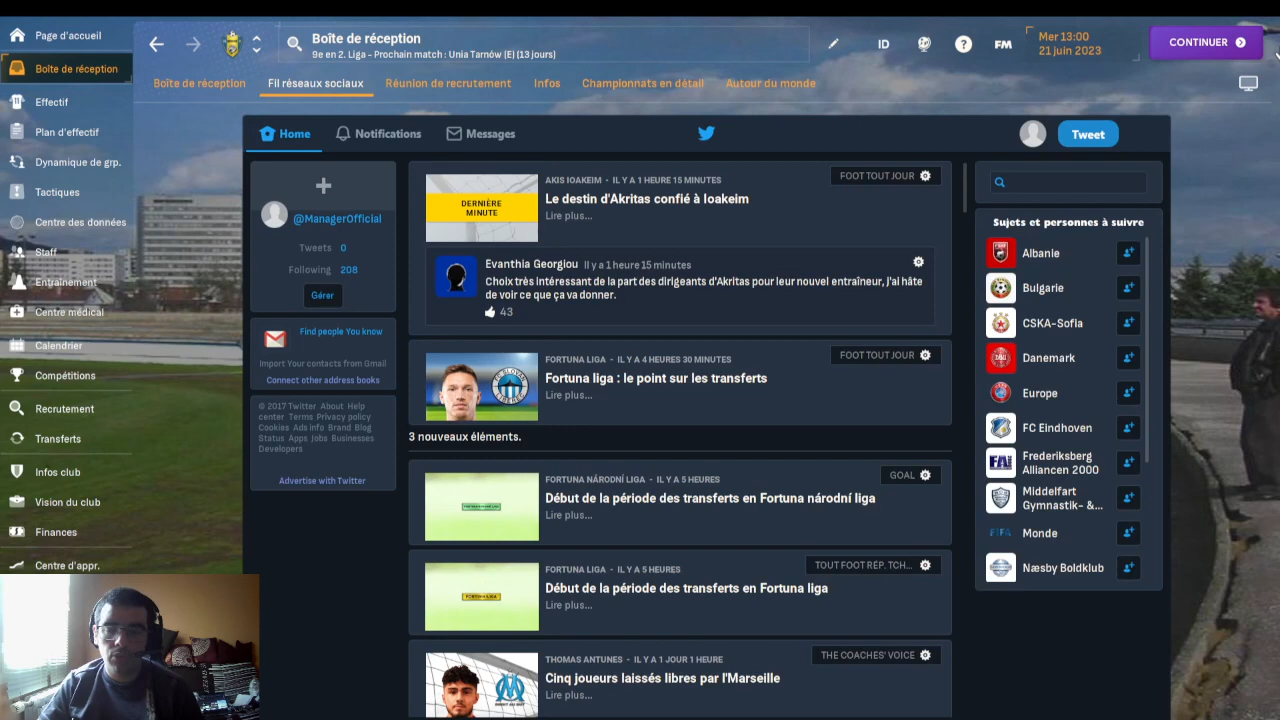 Page d'accueil
Boîte de réception
Effectif
Plan d'effectif
Dynamique de grp.
Tactiques
Centre des données
Staff
Entraînement
Centre médical
Calendrier
Compétitions
Recrutement
Transferts
Infos club
Vision du club
Finances
Centre d'appr.
Boîte de réception
9e en 2. Liga - Prochain match : Unia Tarnów (E) (13 jours)
ID
?
FM
Mer 13:00
21 juin 2023
CONTINUER
Boîte de réception
Fil réseaux sociaux
Réunion de recrutement
Infos
Championnats en détail
Autour du monde
Home
Notifications
Messages
Tweet
@ManagerOfficial
Tweets 0
Following 208
Gérer
Find people You know
Import Your contacts from Gmail
Connect other address books
© 2017 Twitter About Help
center Terms Privacy policy
Cookies Ads info Brand Blog
Status Apps Jobs Businesses
Developers
Advertise with Twitter
DERNIÈRE
MINUTE
AKIS IOAKEIM - IL Y A 1 HEURE 15 MINUTES
FOOT TOUT JOUR
Le destin d'Akritas confié à Ioakeim
Lire plus...
Evanthia Georgiou Il y a 1 heure 15 minutes
Choix très intéressant de la part des dirigeants d'Akritas pour leur nouvel entraîneur, j'ai hâte
de voir ce que ça va donner.
43
FORTUNA LIGA - IL Y A 4 HEURES 30 MINUTES
FOOT TOUT JOUR
Fortuna liga : le point sur les transferts
Lire plus...
3 nouveaux éléments.
FORTUNA NÁRODNÍ LIGA - IL Y A 5 HEURES
GOAL
Début de la période des transferts en Fortuna národní liga
Lire plus...
FORTUNA LIGA - IL Y A 5 HEURES
TOUT FOOT RÉP. TCH...
Début de la période des transferts en Fortuna liga
Lire plus...
THOMAS ANTUNES - IL Y A 1 JOUR 1 HEURE
THE COACHES' VOICE
Cinq joueurs laissés libres par l'Marseille
Lire plus...
Sujets et personnes à suivre
Albanie
Bulgarie
CSKA-Sofia
Danemark
Europe
FC Eindhoven
Frederiksberg
Alliancen 2000
Middelfart
Gymnastik- &...
Monde
Næsby Boldklub